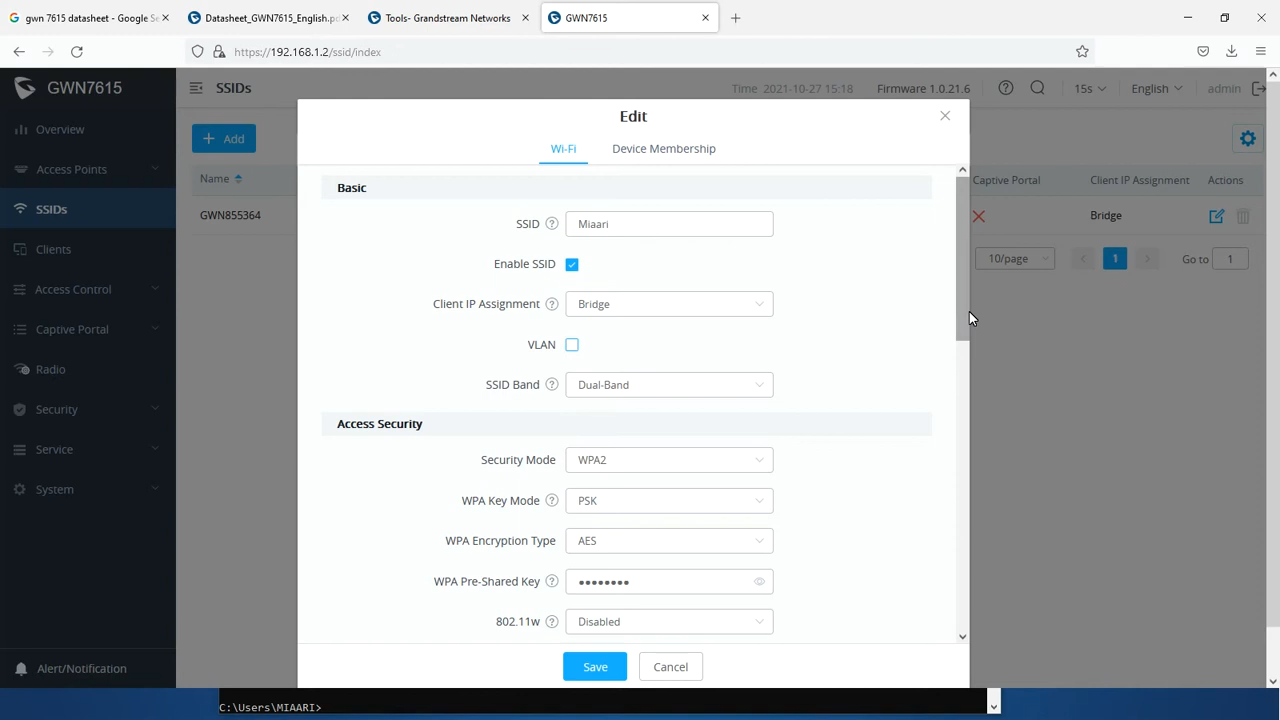 gwn 7615 datasheet - Google Se
Datasheet_GWN7615_English.pd
Tools- Grandstream Networks
GWN7615
https://192.168.1.2/ssid/index
GWN7615
SSIDs
Time 2021-10-27 15:18
Firmware 1.0.21.6
15s
English
admin
Overview
Access Points
SSIDs
Clients
Access Control
Captive Portal
Radio
Security
Service
System
Alert/Notification
Add
Name
Captive Portal
Client IP Assignment
Actions
GWN855364
Bridge
10/page
1
Go to
1
Edit
Wi-Fi
Device Membership
Basic
SSID
Miaari
Enable SSID
Client IP Assignment
Bridge
VLAN
SSID Band
Dual-Band
Access Security
Security Mode
WPA2
WPA Key Mode
PSK
WPA Encryption Type
AES
WPA Pre-Shared Key
••••••••
802.11w
Disabled
Save
Cancel
C:\Users\MIAARI>